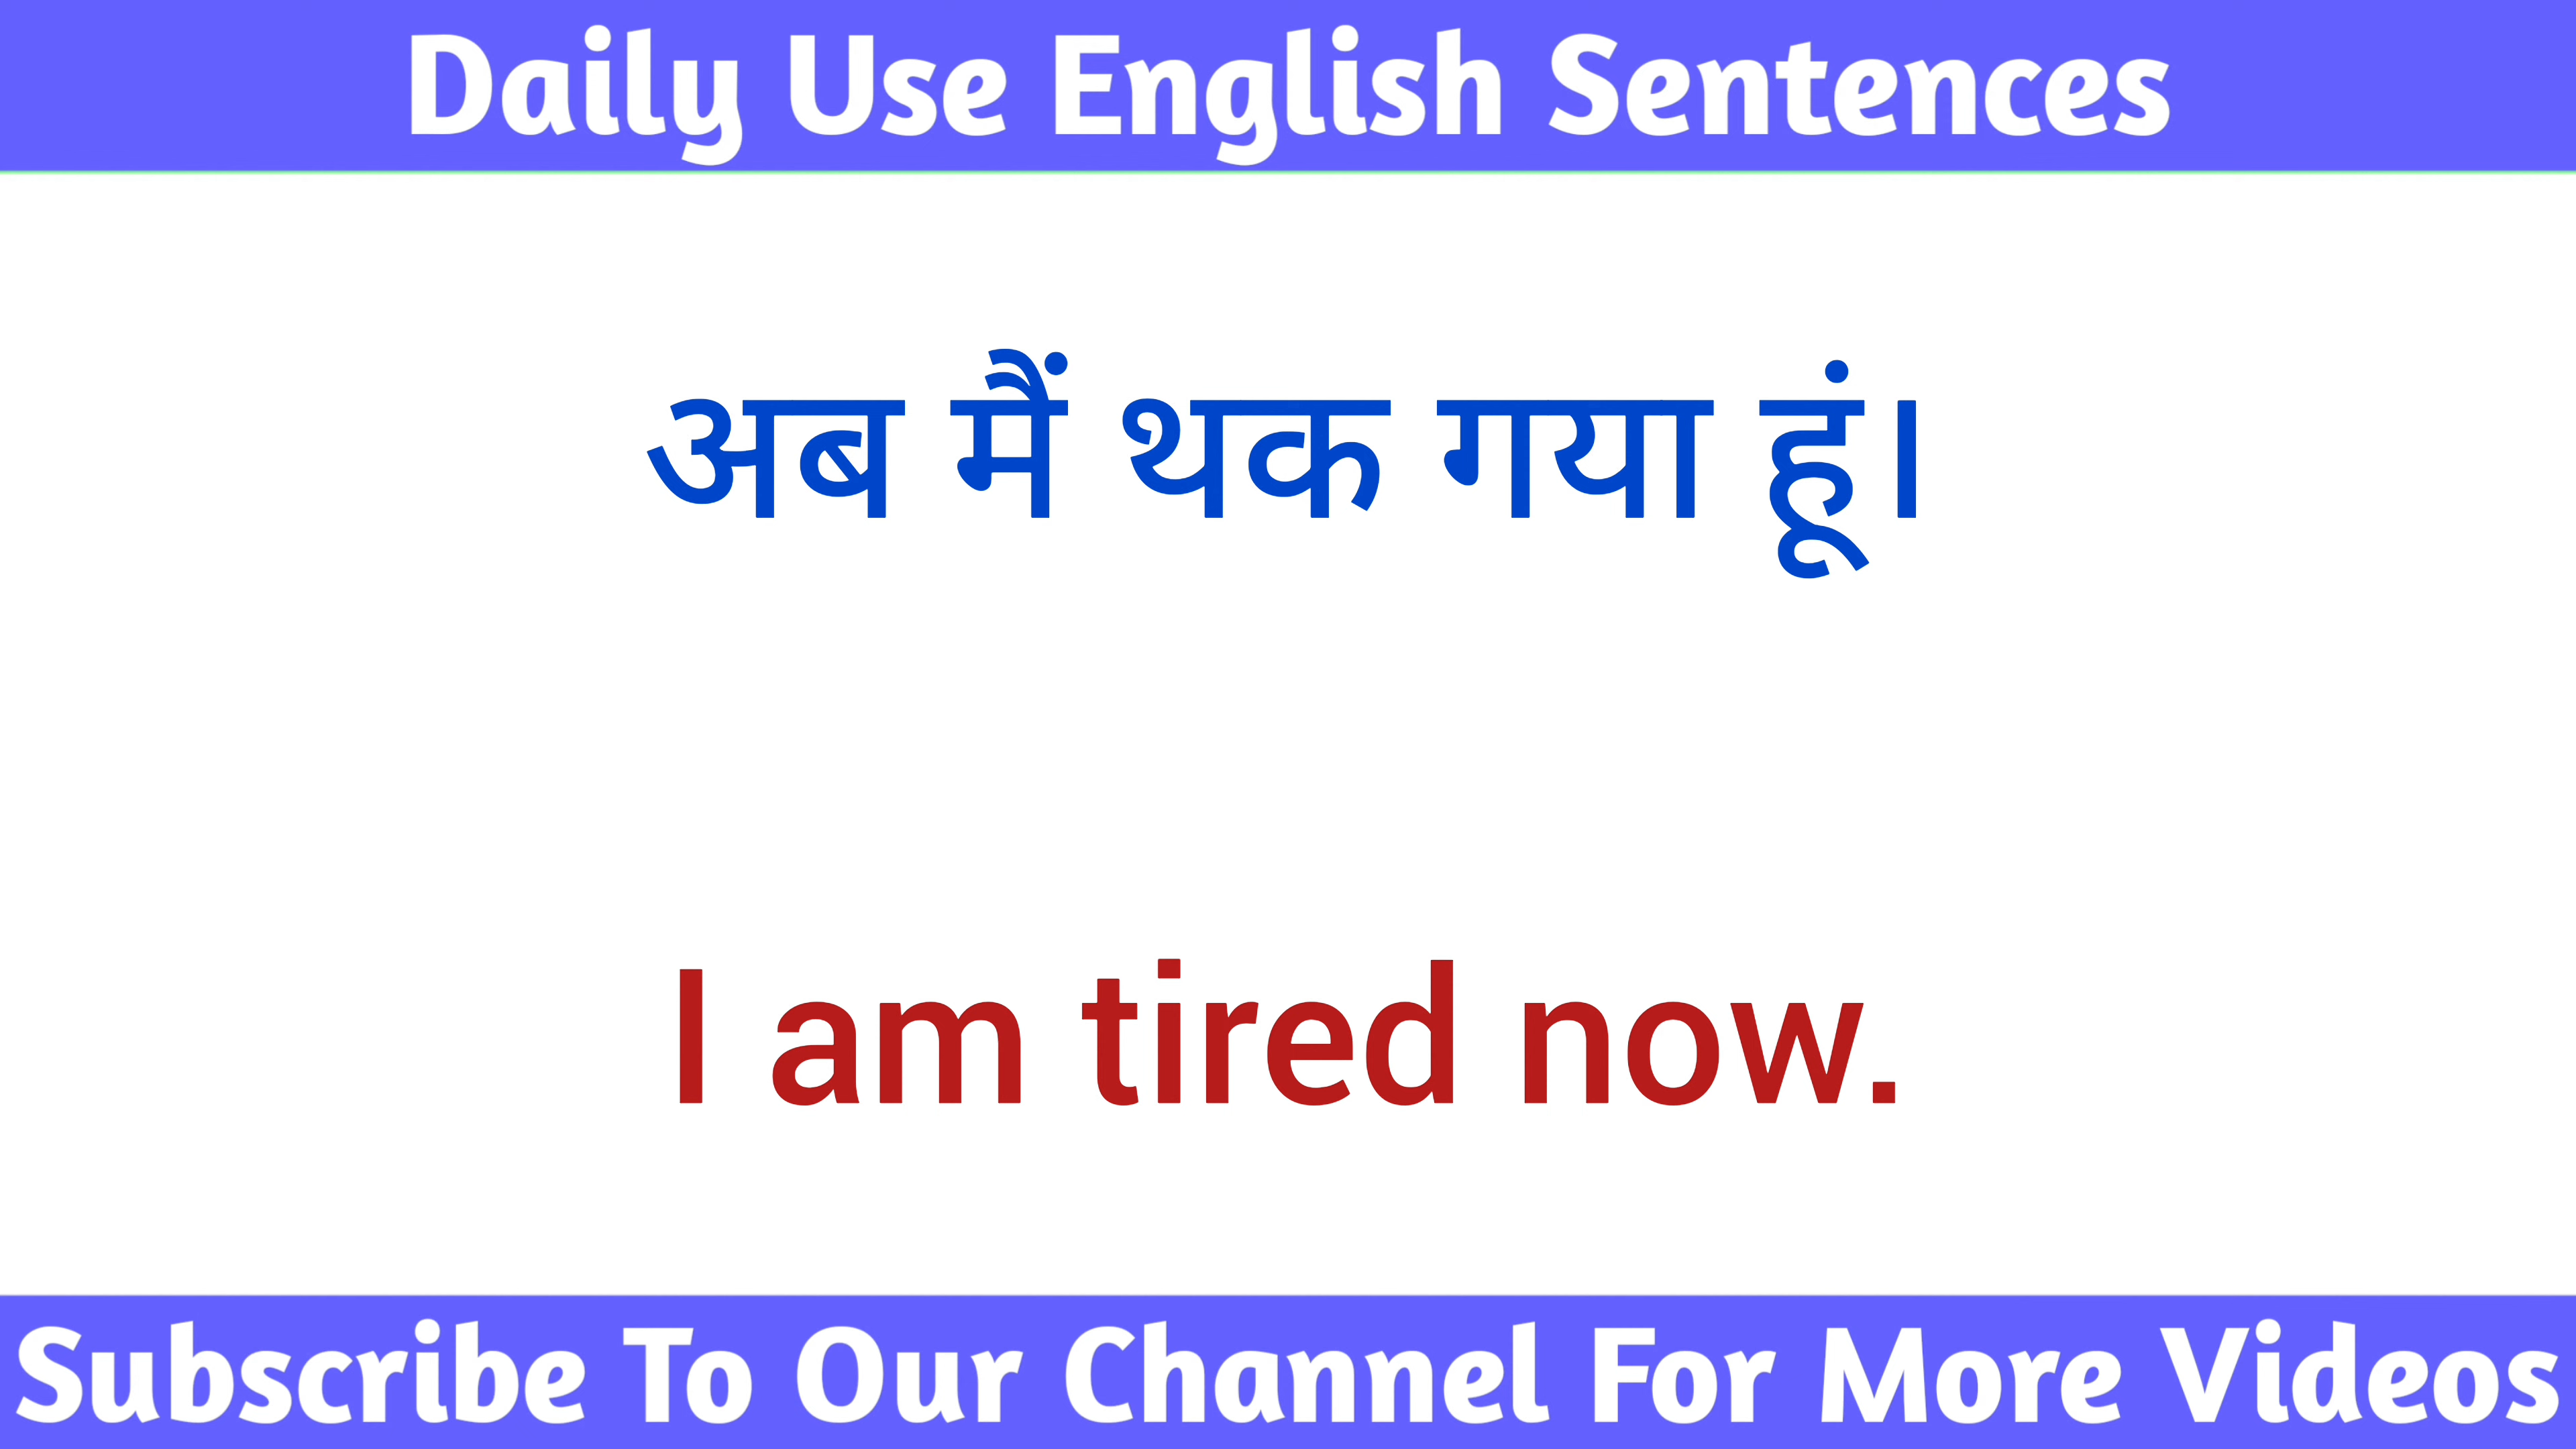 Daily Use English Sentences
अब मैं थक गया हूं।
I am tired now.
Subscribe To Our Channel For More Videos